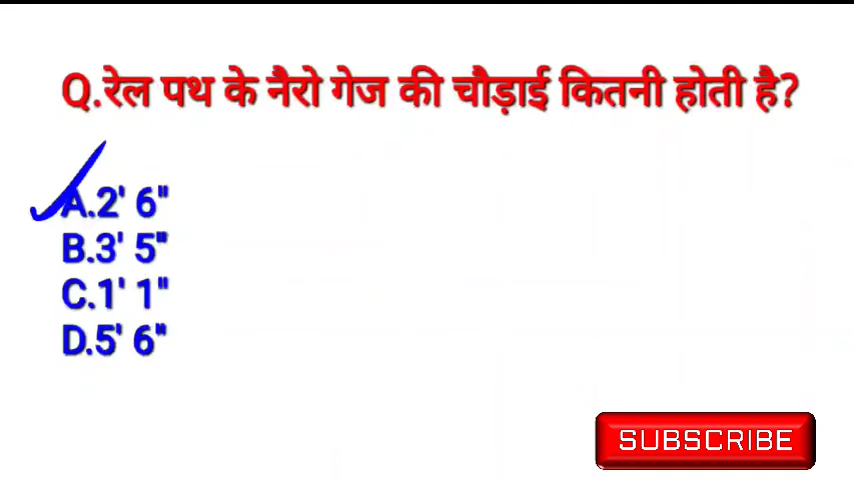 Q.रेल पथ के नैरो गेज की चौड़ाई कितनी होती है?
A.2' 6"
B.3' 5"
C.1' 1"
D.5' 6"
SUBSCRIBE